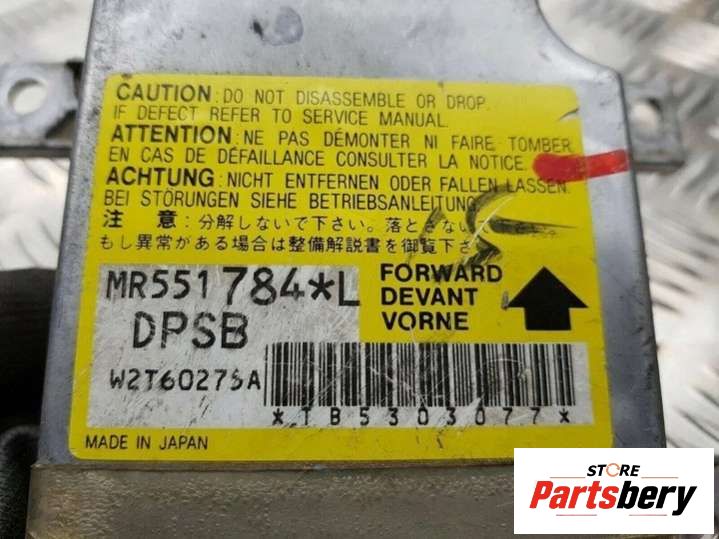 CAUTION: DO NOT DISASSEMBLE OR DROP.
IF DEFECT REFER TO SERVICE MANUAL.
ATTENTION: NE PAS DÉMONTER NI FAIRE TOMBER
EN CAS DE DÉFAILLANCE CONSULTER LA NOTICE.
ACHTUNG: NICHT ENTFERNEN ODER FALLEN LASSEN.
BEI STÖRUNGEN SIEHE BETRIEBSANLEITUNG.
注 意:分解しないで下さい。落とさない
もし異常がある場合は整備解説書を御覧下さ
MR551784*L
DPSB
W2T60275A
FORWARD
DEVANT
VORNE
*TB5303077*
MADE IN JAPAN
STORE
Partsbery